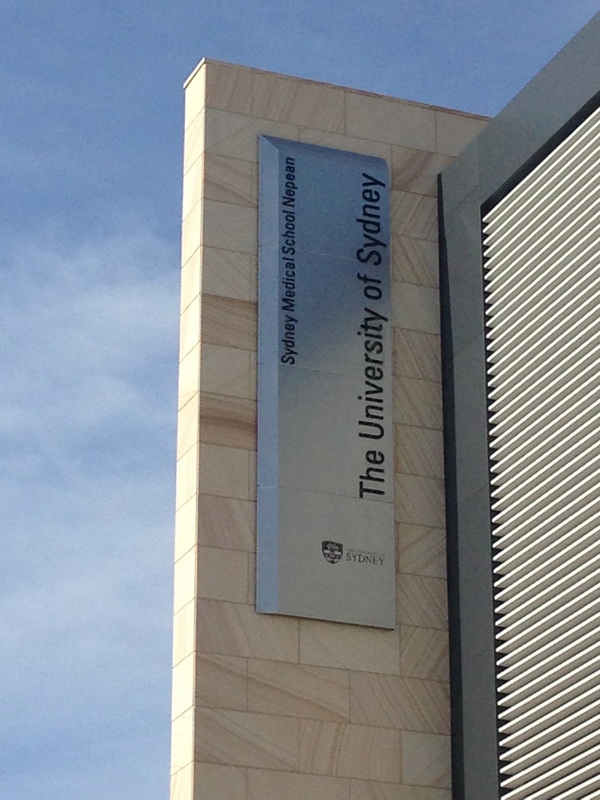 Sydney Medical School Nepean
The University of Sydney
SYDNEY